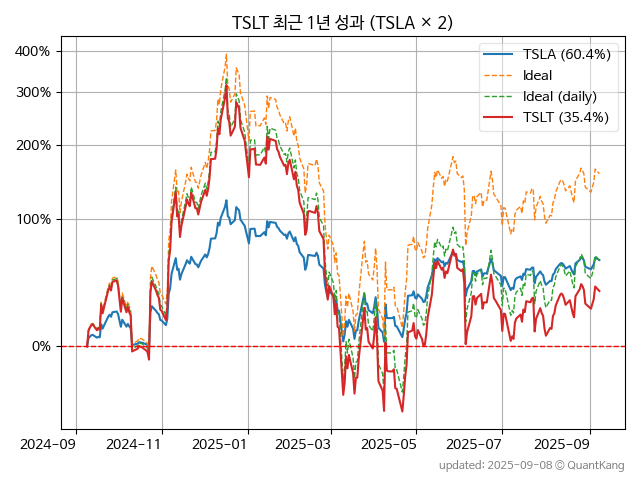 TSLT 최근 1년 성과 (TSLA × 2)
400%
300%
200%
100%
0%
TSLA (60.4%)
Ideal
Ideal (daily)
TSLT (35.4%)
2024-09
2024-11
2025-01
2025-03
2025-05
2025-07
2025-09
updated: 2025-09-08 © QuantKang